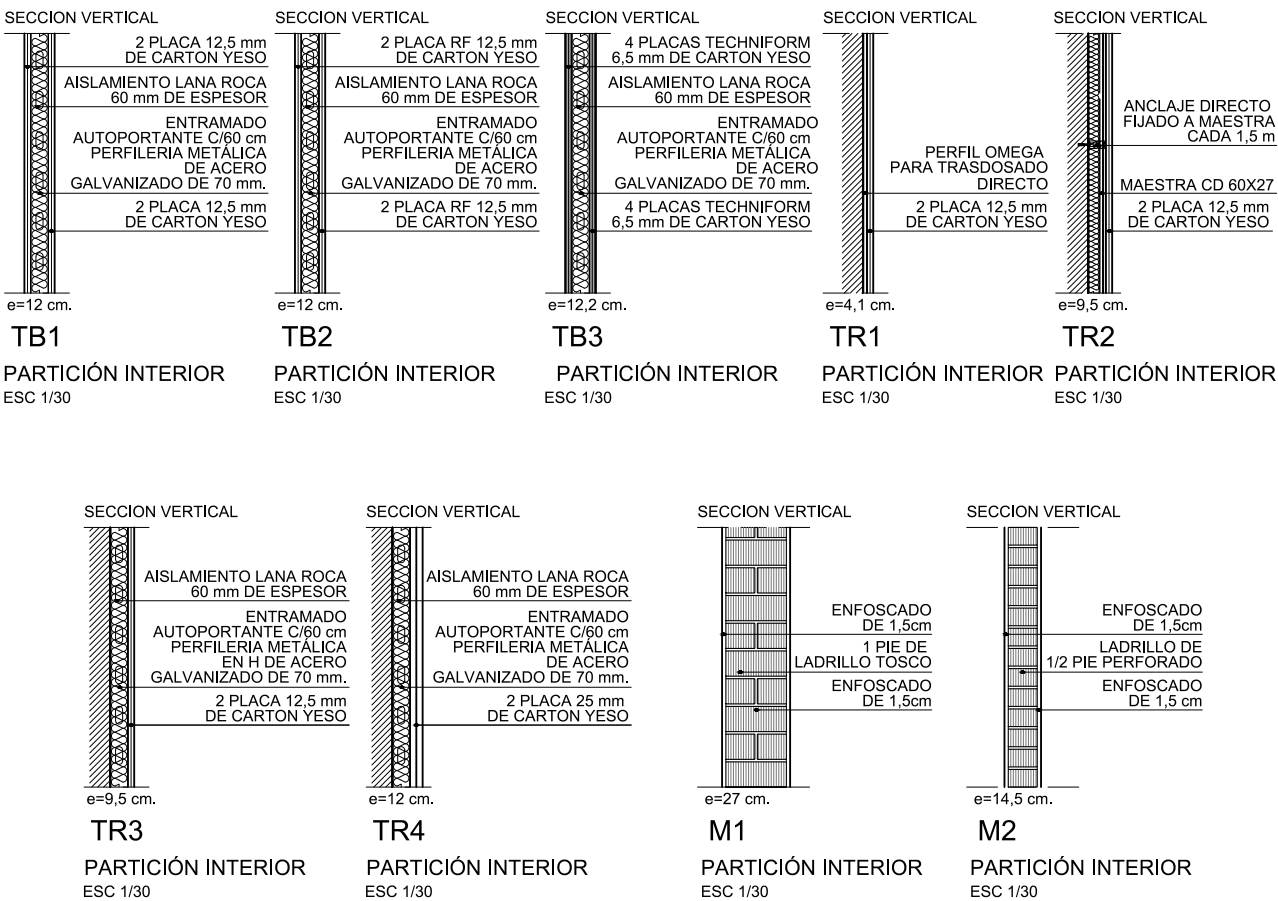 SECCION VERTICAL
2 PLACA 12,5 mm
DE CARTON YESO
AISLAMIENTO LANA ROCA
60 mm DE ESPESOR
ENTRAMADO
AUTOPORTANTE C/60 cm
PERFILERIA METÁLICA
DE ACERO
GALVANIZADO DE 70 mm.
2 PLACA 12,5 mm
DE CARTON YESO
e=12 cm.
TB1
PARTICIÓN INTERIOR
ESC 1/30
SECCION VERTICAL
2 PLACA RF 12,5 mm
DE CARTON YESO
AISLAMIENTO LANA ROCA
60 mm DE ESPESOR
ENTRAMADO
AUTOPORTANTE C/60 cm
PERFILERIA METÁLICA
DE ACERO
GALVANIZADO DE 70 mm.
2 PLACA RF 12,5 mm
DE CARTON YESO
e=12 cm.
TB2
PARTICIÓN INTERIOR
ESC 1/30
SECCION VERTICAL
4 PLACAS TECHNIFORM
6,5 mm DE CARTON YESO
AISLAMIENTO LANA ROCA
60 mm DE ESPESOR
ENTRAMADO
AUTOPORTANTE C/60 cm
PERFILERIA METÁLICA
DE ACERO
GALVANIZADO DE 70 mm.
4 PLACAS TECHNIFORM
6,5 mm DE CARTON YESO
e=12,2 cm.
TB3
PARTICIÓN INTERIOR
ESC 1/30
SECCION VERTICAL
PERFIL OMEGA
PARA TRASDOSADO
DIRECTO
2 PLACA 12,5 mm
DE CARTON YESO
e=4,1 cm.
TR1
PARTICIÓN INTERIOR
ESC 1/30
SECCION VERTICAL
ANCLAJE DIRECTO
FIJADO A MAESTRA
CADA 1,5 m
MAESTRA CD 60X27
2 PLACA 12,5 mm
DE CARTON YESO
e=9,5 cm.
TR2
PARTICIÓN INTERIOR
ESC 1/30
SECCION VERTICAL
AISLAMIENTO LANA ROCA
60 mm DE ESPESOR
ENTRAMADO
AUTOPORTANTE C/60 cm
PERFILERIA METÁLICA
EN H DE ACERO
GALVANIZADO DE 70 mm.
2 PLACA 12,5 mm
DE CARTON YESO
e=9,5 cm.
TR3
PARTICIÓN INTERIOR
ESC 1/30
SECCION VERTICAL
AISLAMIENTO LANA ROCA
60 mm DE ESPESOR
ENTRAMADO
AUTOPORTANTE C/60 cm
PERFILERIA METÁLICA
DE ACERO
GALVANIZADO DE 70 mm.
2 PLACA 25 mm
DE CARTON YESO
e=12 cm.
TR4
PARTICIÓN INTERIOR
ESC 1/30
SECCION VERTICAL
ENFOSCADO
DE 1,5cm
1 PIE DE
LADRILLO TOSCO
ENFOSCADO
DE 1,5cm
e=27 cm.
M1
PARTICIÓN INTERIOR
ESC 1/30
SECCION VERTICAL
ENFOSCADO
DE 1,5cm
LADRILLO DE
1/2 PIE PERFORADO
ENFOSCADO
DE 1,5 cm
e=14,5 cm.
M2
PARTICIÓN INTERIOR
ESC 1/30